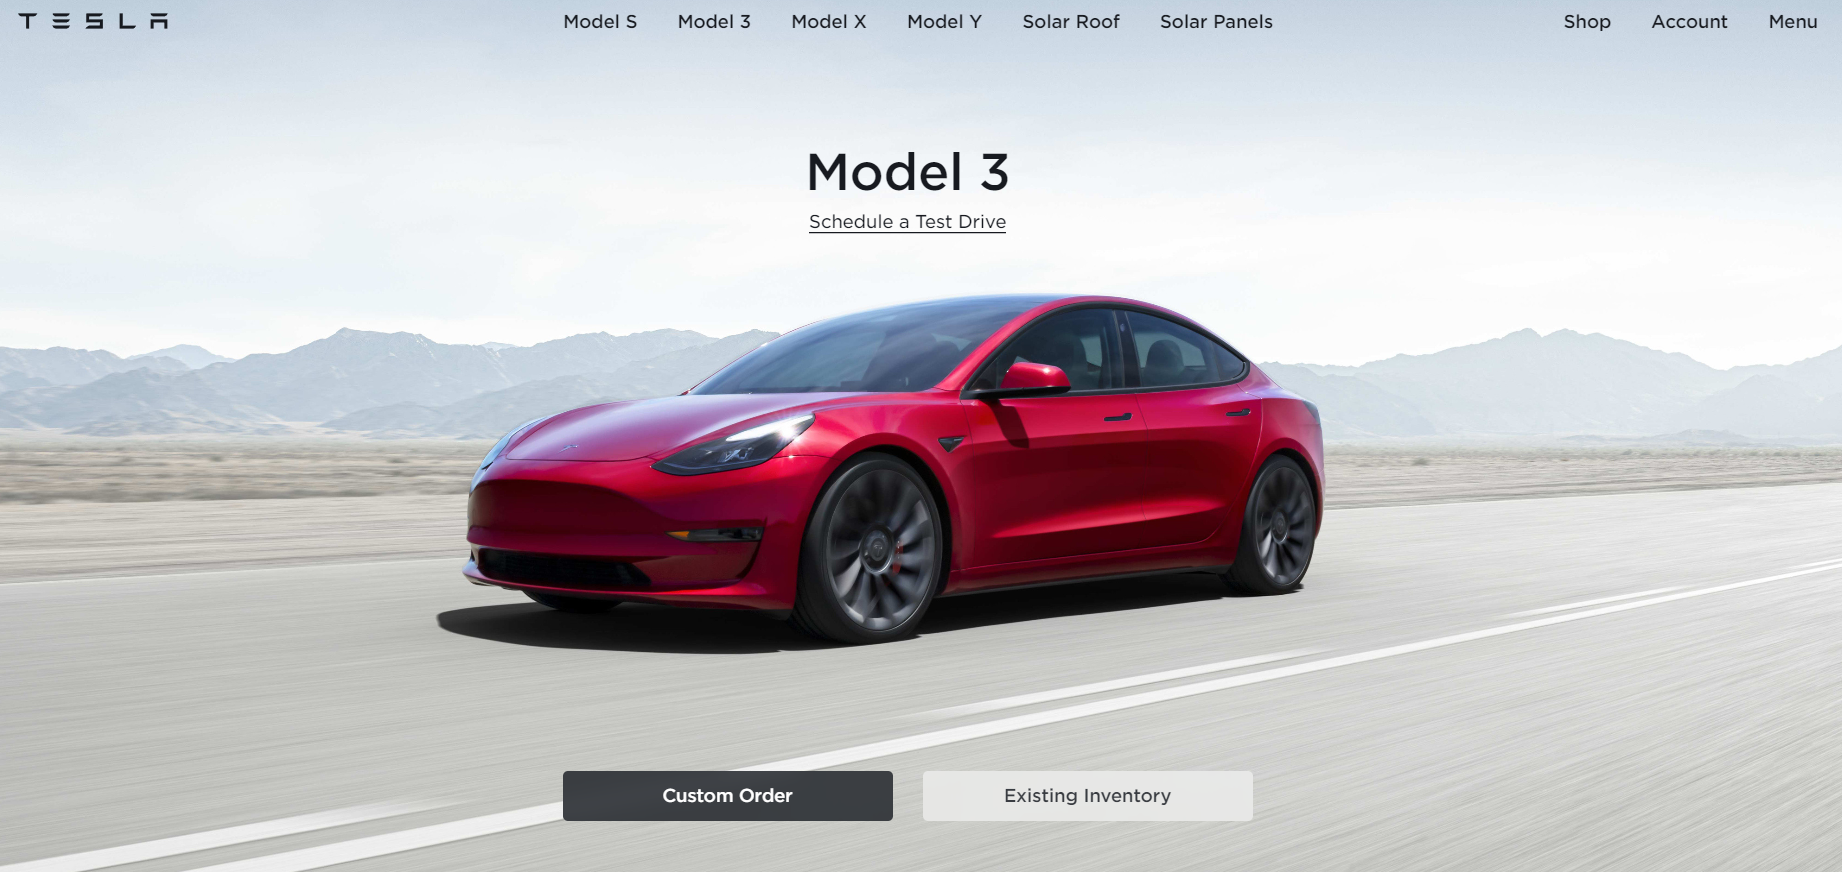 TESLA Model S Model 3 Model X Model Y Solar Roof Solar Panels Shop Account Menu
Model 3
Schedule a Test Drive
Custom Order Existing Inventory